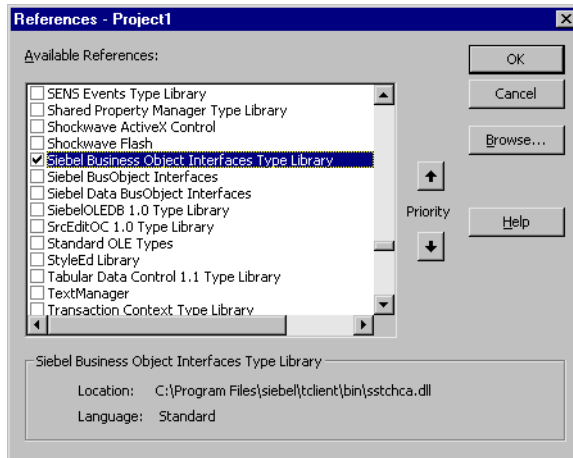 References - Project1
Available References:
SENS Events Type Library
Shared Property Manager Type Library
Shockwave ActiveX Control
Shockwave Flash
Siebel Business Object Interfaces Type Library
Siebel BusObject Interfaces
Siebel Data BusObject Interfaces
SiebelOLEDB 1.0 Type Library
SrcEditOC 1.0 Type Library
Standard OLE Types
StyleEd Library
Tabular Data Control 1.1 Type Library
TextManager
Transaction Context Type Library
OK
Cancel
Browse...
Priority
Help
Siebel Business Object Interfaces Type Library
Location: C:\Program Files\siebel\tclient\bin\sstchca.dll
Language: Standard